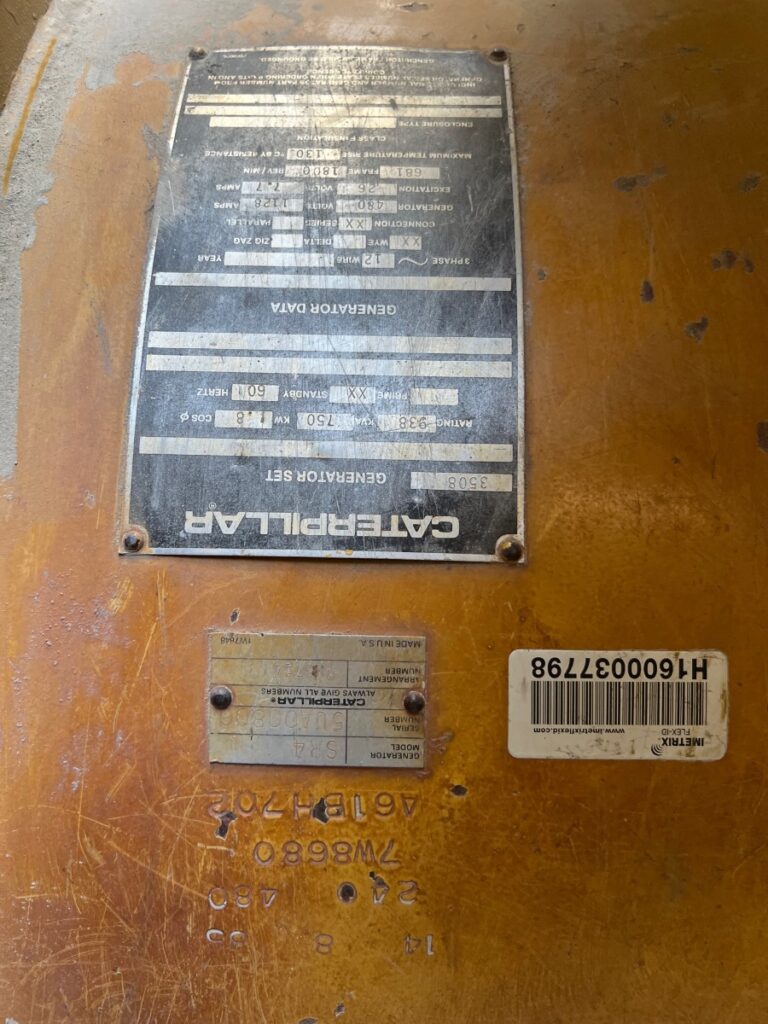 14 8
480
7W8680
A61BH702
IMETRIX
FLEX-ID
www.imetrixflexid.com
H1600037798
GENERATOR MODEL SR4
SERIAL NUMBER
CATERPILLAR®
ALWAYS GIVE ALL NUMBERS
ARRANGEMENT NUMBER
MADE IN U.S.A. 1W7648
CATERPILLAR®
3508 GENERATOR SET
RATING 938 KVA 750 KW .8 COS Ø
PRIME XX STANDBY 60 HERTZ
GENERATOR DATA
3 PHASE ~ 12 WIRE YEAR
XX WYE DELTA ZIG ZAG
CONNECTION XX SERIES PARALLEL
GENERATOR 480 VOLTS 1128 AMPS
EXCITATION 26 VOLTS 7.7 AMPS
681 FRAME 1800 REV/MIN
MAXIMUM TEMPERATURE RISE 130 °C BY RESISTANCE
CLASS F INSULATION
ENCLOSURE TYPE